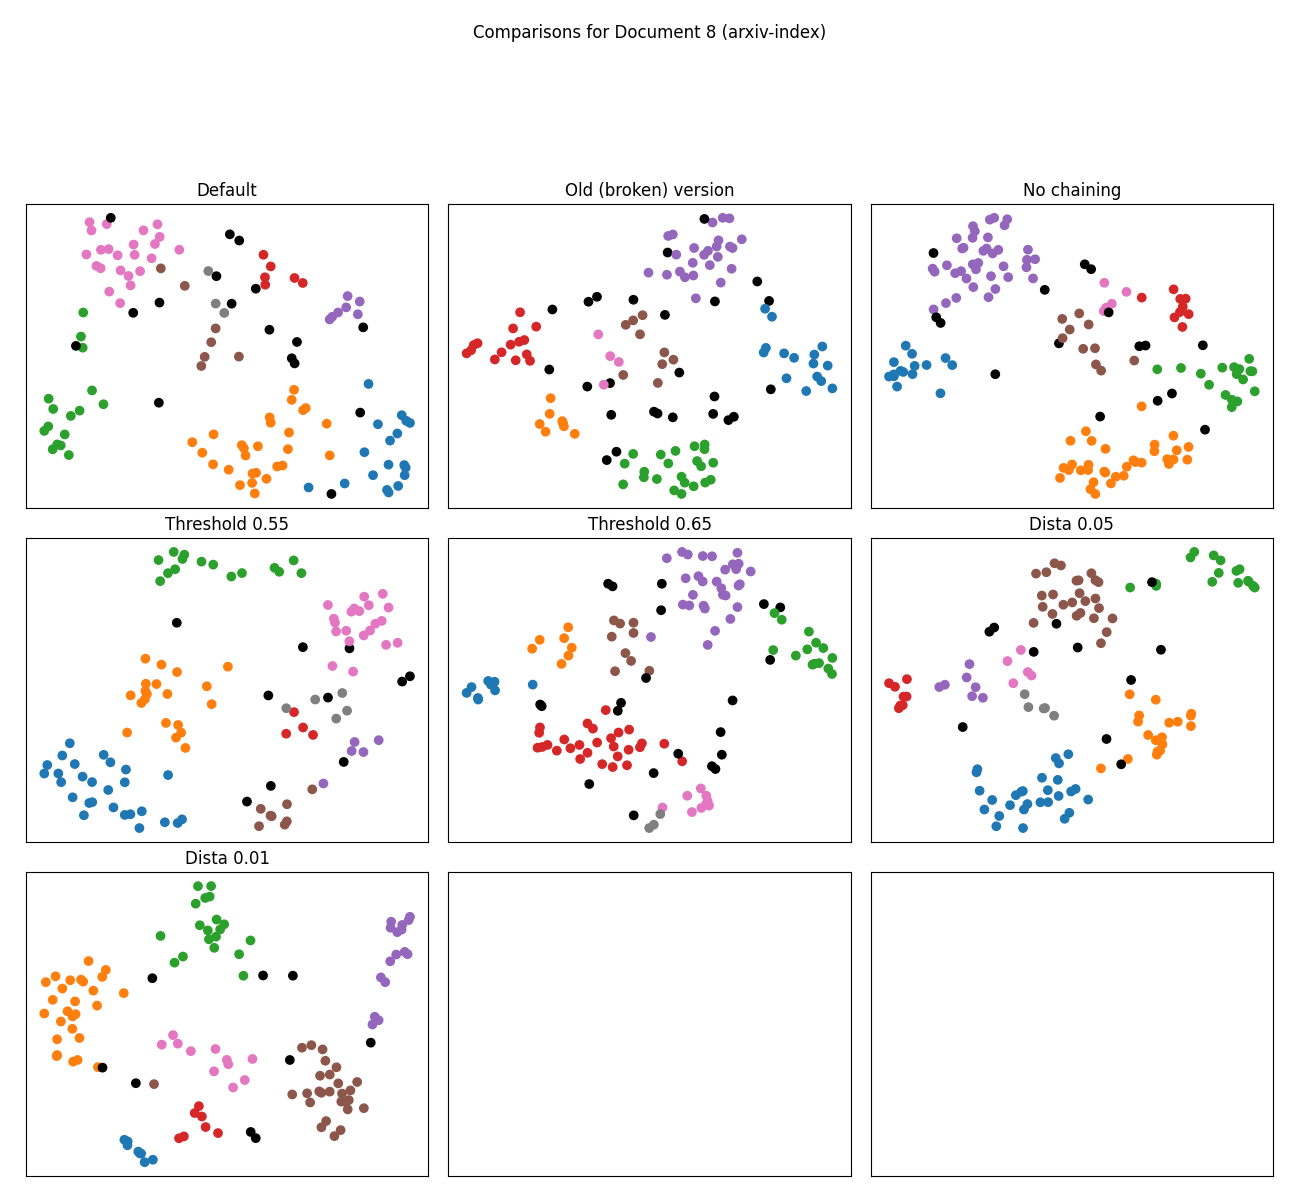 Comparisons for Document 8 (arxiv-index)
Default
Old (broken) version
No chaining
Threshold 0.55
Threshold 0.65
Dista 0.05
Dista 0.01